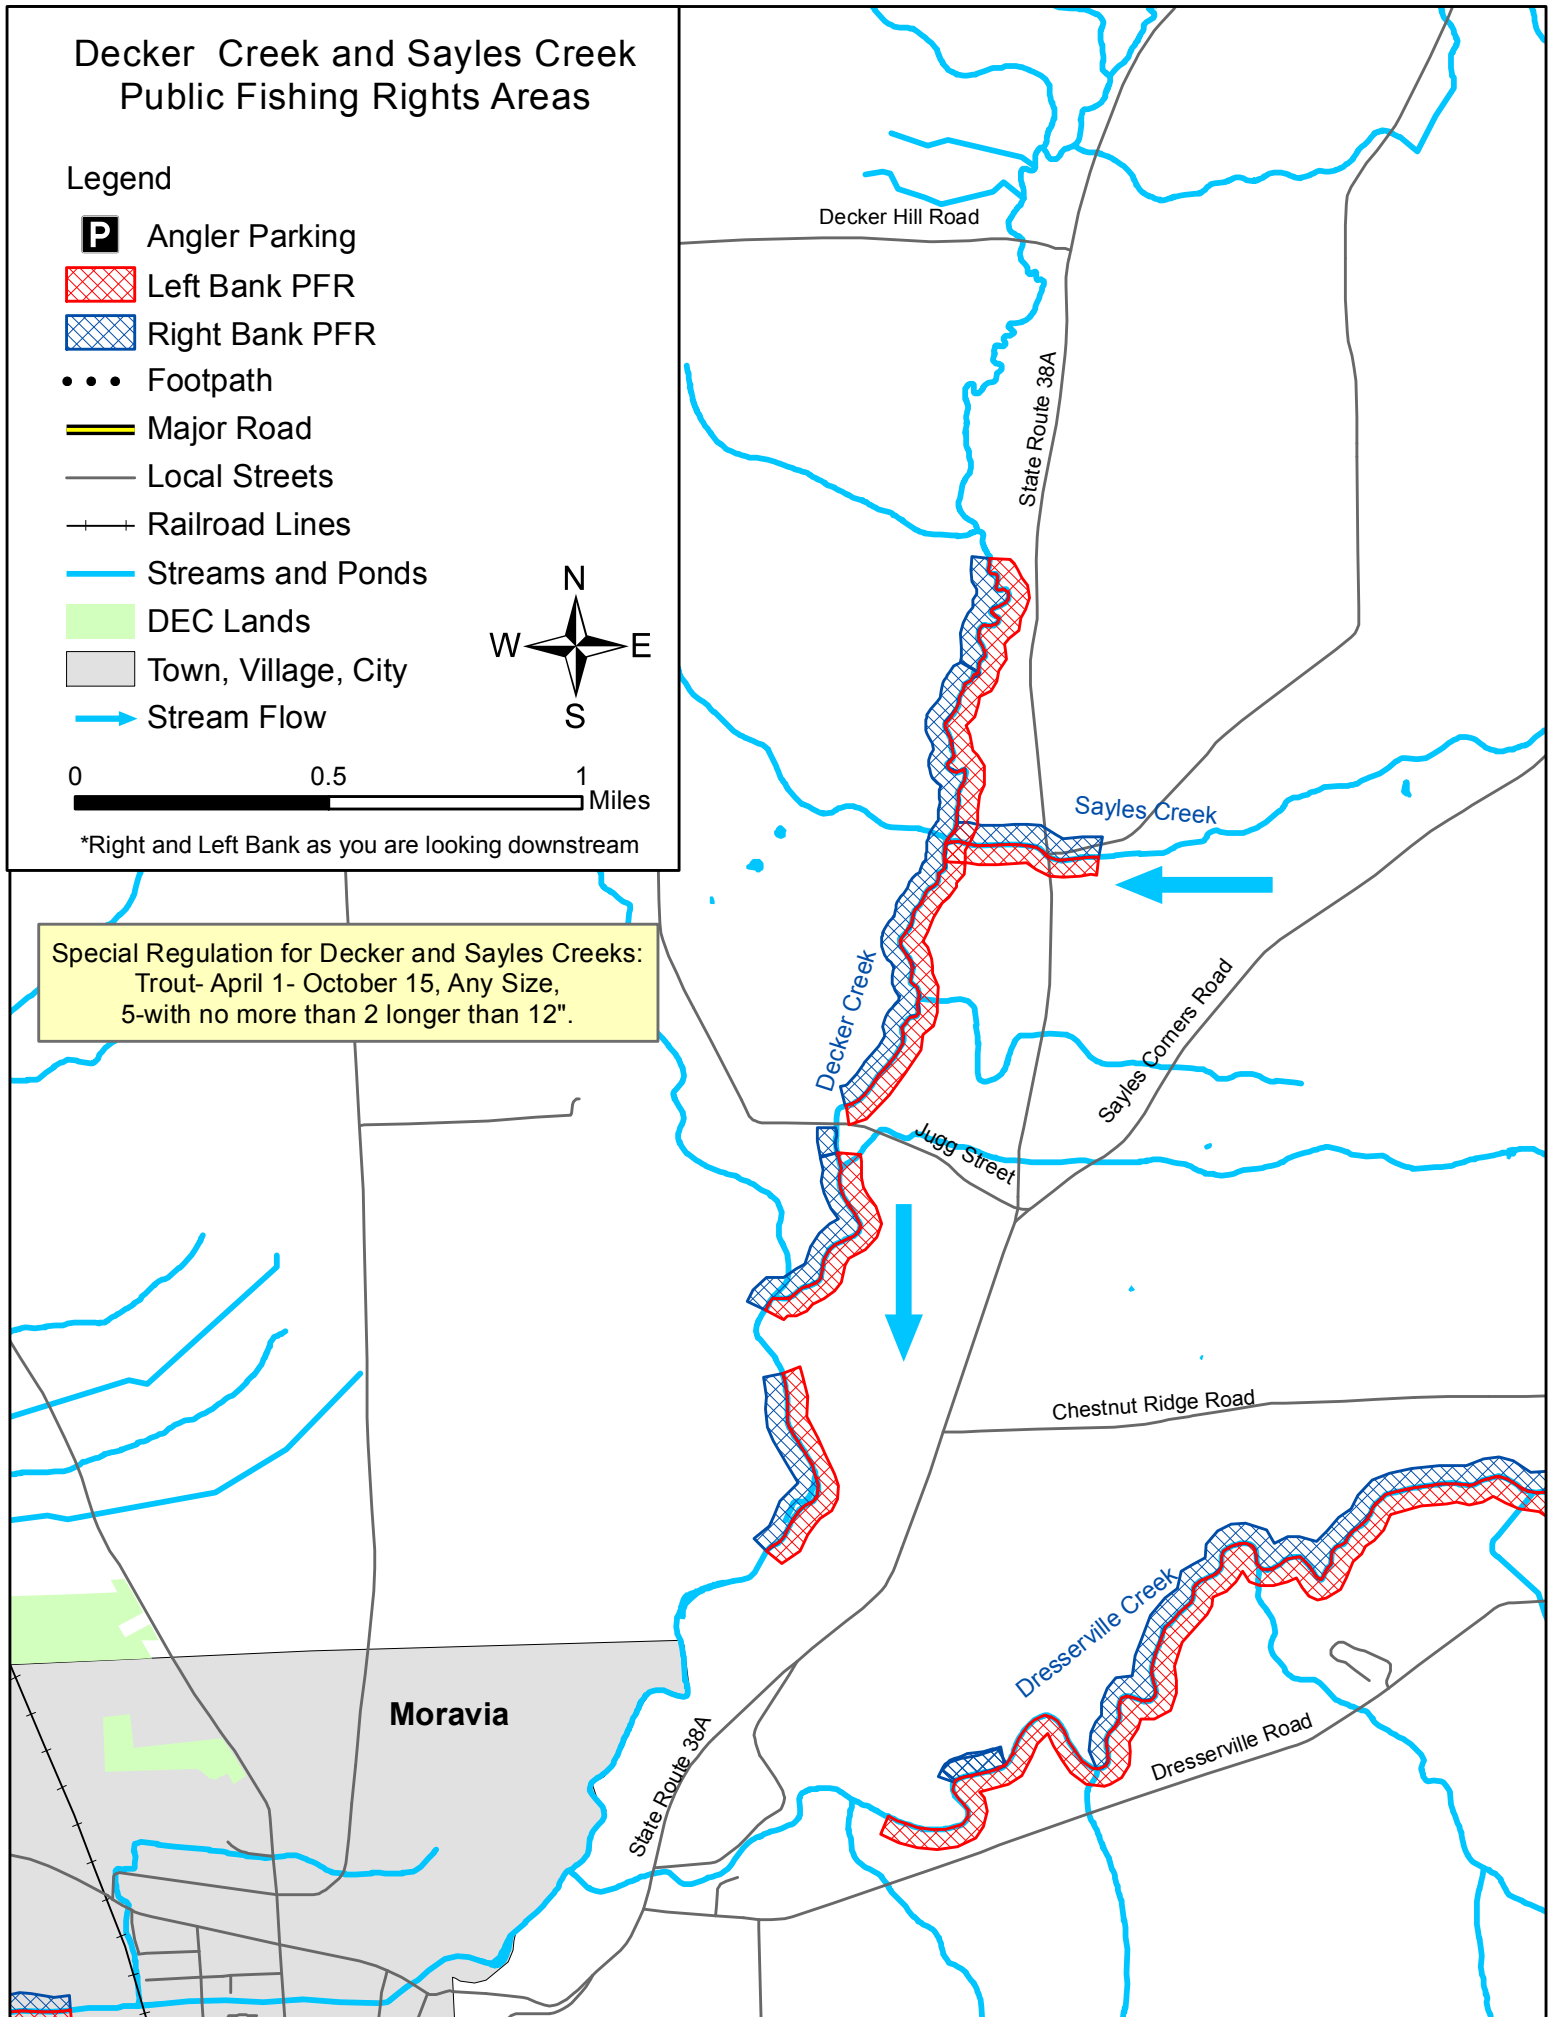 Decker Creek and Sayles Creek
Public Fishing Rights Areas
Legend
P Angler Parking
Left Bank PFR
Right Bank PFR
Footpath
Major Road
Local Streets
Railroad Lines
Streams and Ponds
DEC Lands
Town, Village, City
Stream Flow
N
W E
S
0 0.5 1
Miles
*Right and Left Bank as you are looking downstream
Special Regulation for Decker and Sayles Creeks:
Trout- April 1- October 15, Any Size,
5-with no more than 2 longer than 12".
Decker Hill Road
State Route 38A
Sayles Creek
Decker Creek
Sayles Corners Road
Jugg Street
Chestnut Ridge Road
Dresserville Creek
Dresserville Road
Moravia
State Route 38A